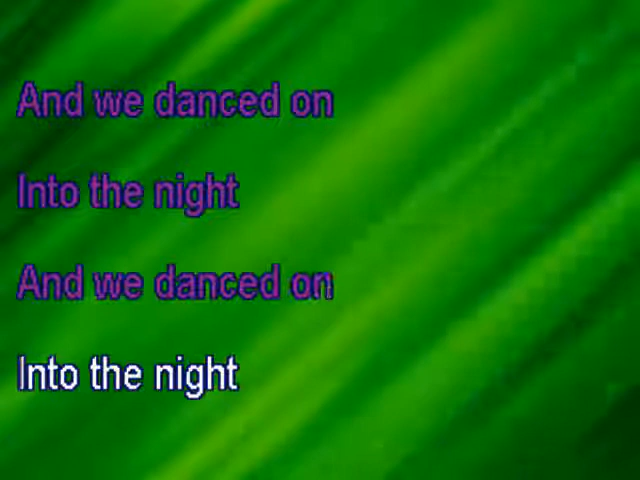 And we danced on
Into the night
And we danced on
Into the night